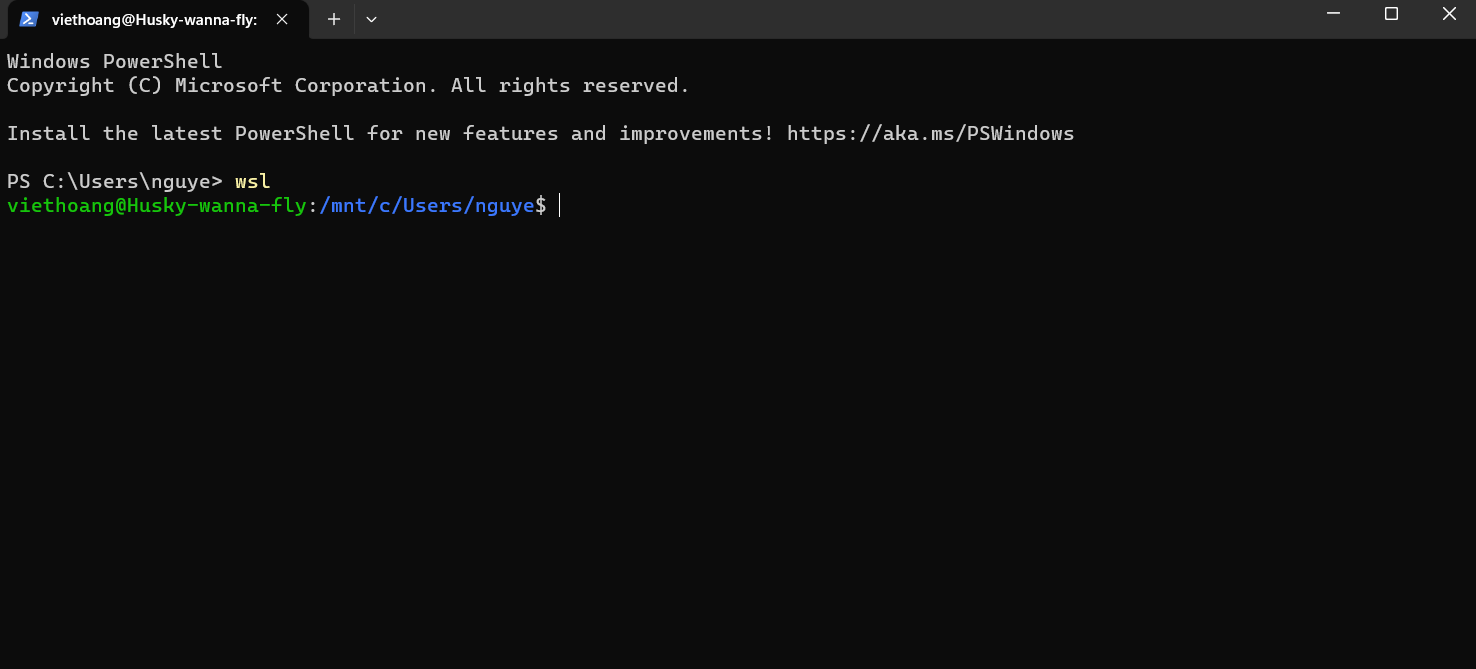 viethoang@Husky-wanna-fly:
Windows PowerShell
Copyright (C) Microsoft Corporation. All rights reserved.
Install the latest PowerShell for new features and improvements! https://aka.ms/PSWindows
PS C:\Users\nguye> wsl
viethoang@Husky-wanna-fly:/mnt/c/Users/nguye$